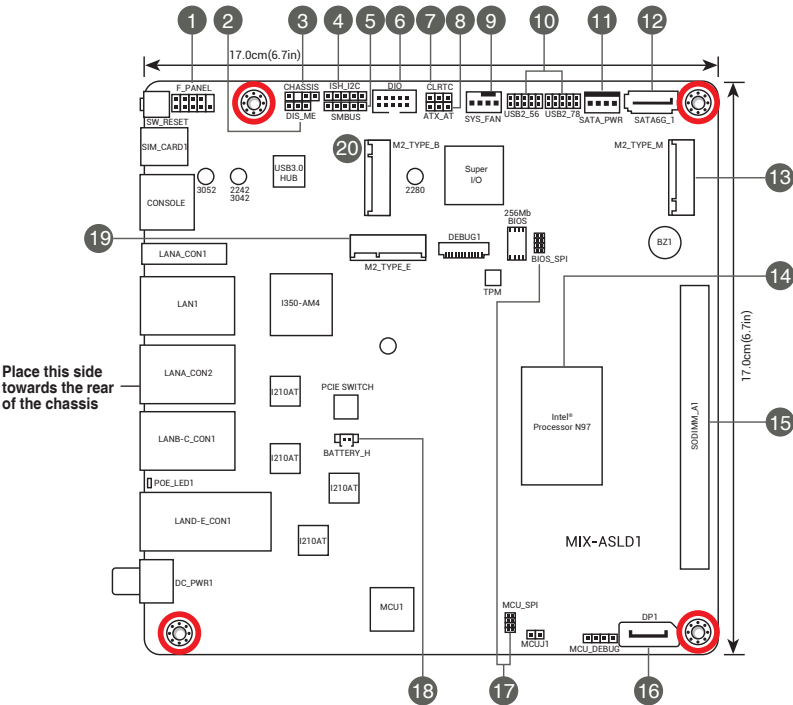 1
2
3
4
5
6
7
8
9
10
11
12
17.0cm(6.7in)
F_PANEL
CHASSIS
ISH_I2C
DIO
CLRTC
SW_RESET
DIS_ME
SMBUS
ATX_AT
SYS_FAN
USB2_56
USB2_78
SATA_PWR
SATA6G_1
SIM_CARD1
USB3.0
HUB
20
M2_TYPE_B
Super
I/O
M2_TYPE_M
13
3052
2242
3042
2280
CONSOLE
19
256Mb
BIOS
DEBUG1
BIOS_SPI
BZ1
LANA_CON1
M2_TYPE_E
TPM
14
LAN1
I350-AM4
17.0cm(6.7in)
Place this side
towards the rear
of the chassis
LANA_CON2
PCIE SWITCH
I210AT
Intel®
Processor N97
SODIMM_A1
15
LANB-C_CON1
BATTERY_H
I210AT
POE_LED1
I210AT
LAND-E_CON1
I210AT
MIX-ASLD1
DC_PWR1
MCU1
MCU_SPI
DP1
MCUJ1
MCU_DEBUG
18
17
16